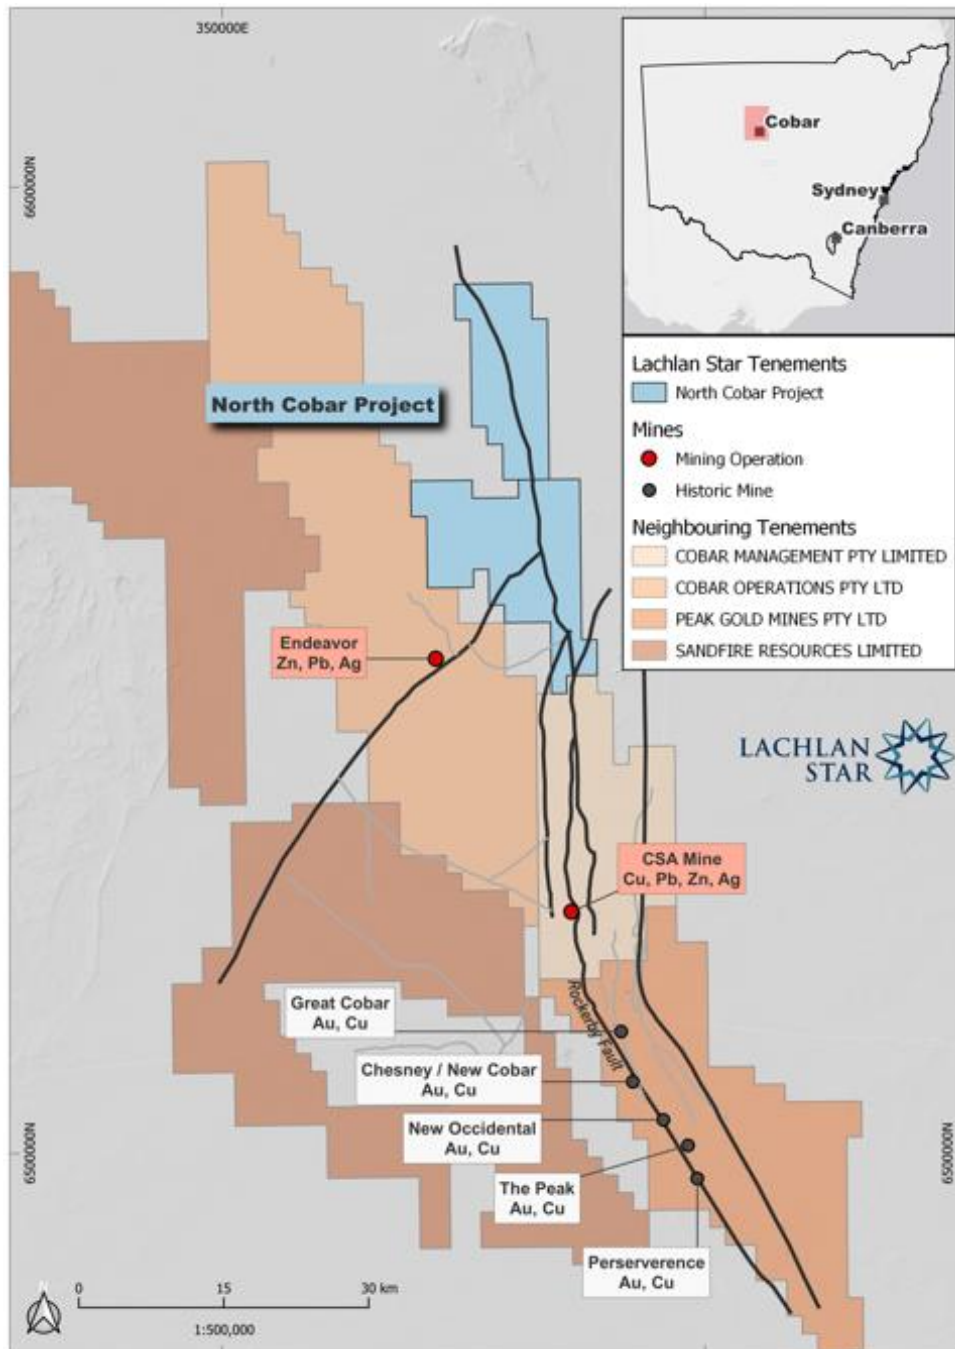 350000E
6600000N
Cobar
Sydney
Canberra
Lachlan Star Tenements
North Cobar Project
Mines
Mining Operation
Historic Mine
Neighbouring Tenements
COBAR MANAGEMENT PTY LIMITED
COBAR OPERATIONS PTY LTD
PEAK GOLD MINES PTY LTD
SANDFIRE RESOURCES LIMITED
North Cobar Project
Endeavor
Zn, Pb, Ag
LACHLAN
STAR
CSA Mine
Cu, Pb, Zn, Ag
Rockerby Fault
Great Cobar
Au, Cu
Chesney / New Cobar
Au, Cu
New Occidental
Au, Cu
The Peak
Au, Cu
Perserverence
Au, Cu
6500000N
6500000N
N
0 15 30 km
1:500,000